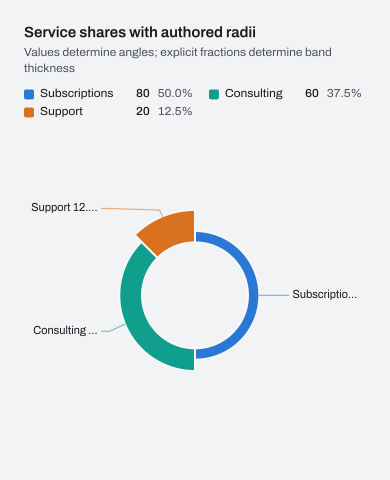 Service shares with authored radii
Values determine angles; explicit fractions determine band
thickness
Subscriptions 80 50.0% Consulting 60 37.5%
Support 20 12.5%
Support 12....
Subscriptio...
Consulting ...